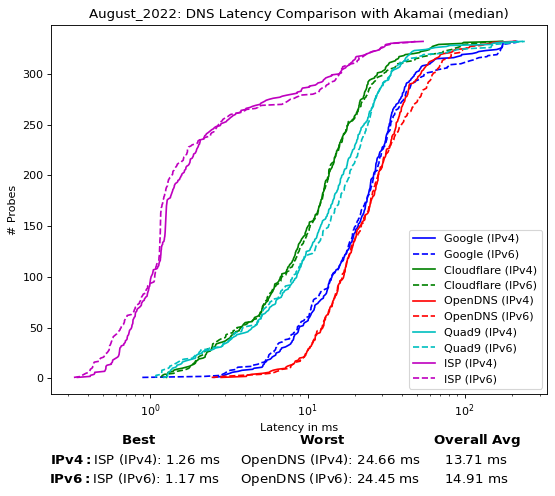 August_2022: DNS Latency Comparison with Akamai (median)
# Probes
300
250
200
150
100
50
0
Google (IPv4)
Google (IPv6)
Cloudflare (IPv4)
Cloudflare (IPv6)
OpenDNS (IPv4)
OpenDNS (IPv6)
Quad9 (IPv4)
Quad9 (IPv6)
ISP (IPv4)
ISP (IPv6)
10⁰ 10¹ 10²
Latency in ms
Best Worst Overall Avg
IPv4: ISP (IPv4): 1.26 ms OpenDNS (IPv4): 24.66 ms 13.71 ms
IPv6: ISP (IPv6): 1.17 ms OpenDNS (IPv6): 24.45 ms 14.91 ms